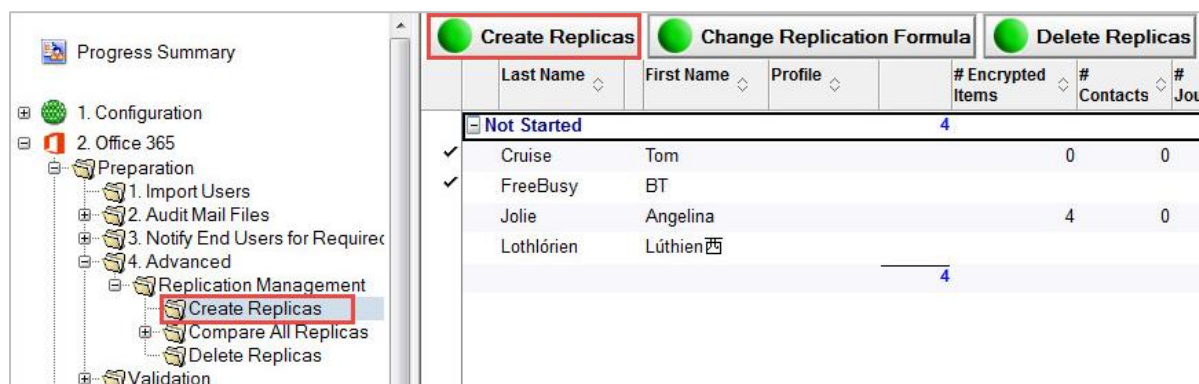 Progress Summary
1. Configuration
2. Office 365
Preparation
1. Import Users
2. Audit Mail Files
3. Notify End Users for Required
4. Advanced
Replication Management
Create Replicas
Compare All Replicas
Delete Replicas
Validation
Create Replicas Change Replication Formula Delete Replicas
Last Name First Name Profile # Encrypted Items # Contacts # Jou
Not Started 4
Cruise Tom 0 0
FreeBusy BT
Jolie Angelina 4 0
Lothlórien Lúthien西
4